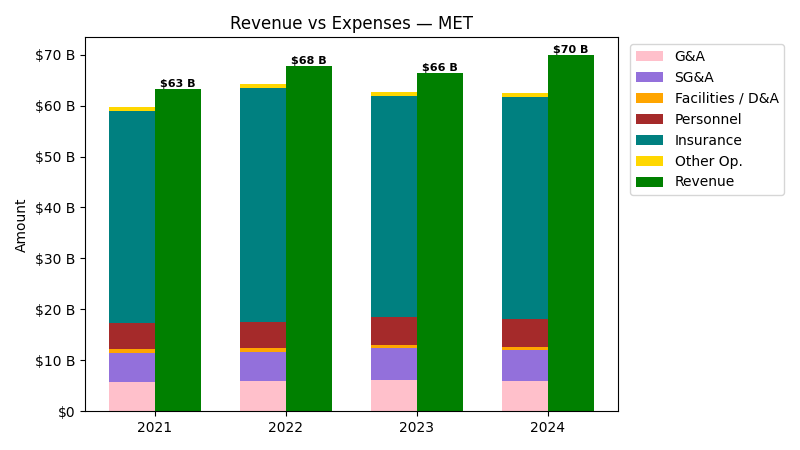 Revenue vs Expenses — MET
$70 B
$60 B
$50 B
$40 B
$30 B
$20 B
$10 B
$0
Amount
$63 B
$68 B
$66 B
$70 B
2021
2022
2023
2024
G&A
SG&A
Facilities / D&A
Personnel
Insurance
Other Op.
Revenue